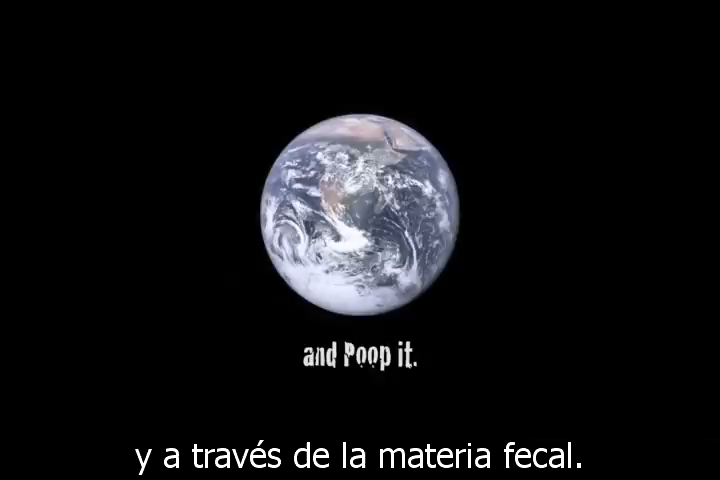 and Poop it.
y a través de la materia fecal.